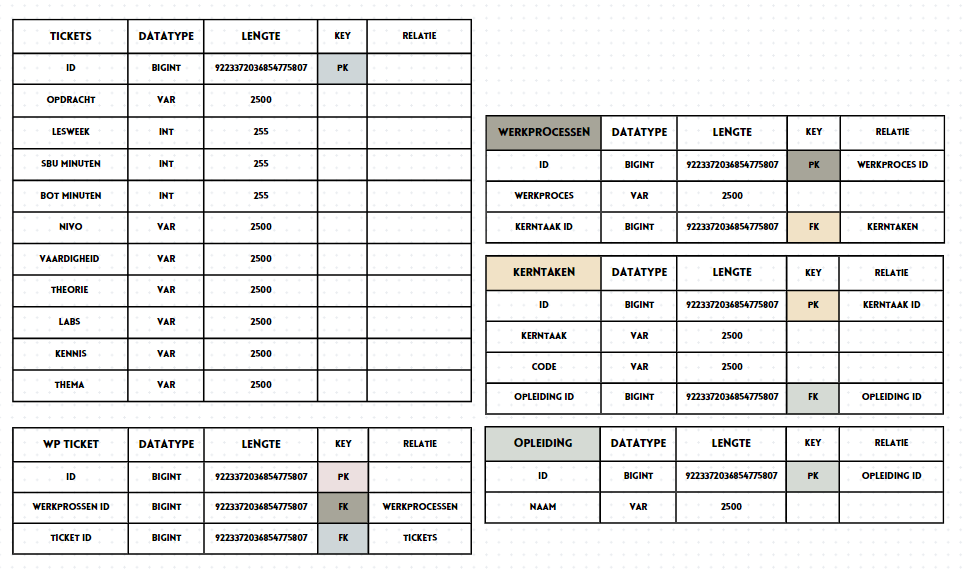 TICKETS DATATYPE LENGTE KEY RELATIE
ID BIGINT 9223372036854775807 PK
OPDRACHT VAR 2500
LESWEEK INT 255
SBU MINUTEN INT 255
BOT MINUTEN INT 255
NIVO VAR 2500
VAARDIGHEID VAR 2500
THEORIE VAR 2500
LABS VAR 2500
KENNIS VAR 2500
THEMA VAR 2500
WP TICKET DATATYPE LENGTE KEY RELATIE
ID BIGINT 9223372036854775807 PK
WERKPROSSEN ID BIGINT 9223372036854775807 FK WERKPROCESSEN
TICKET ID BIGINT 9223372036854775807 FK TICKETS
WERKPROCESSEN DATATYPE LENGTE KEY RELATIE
ID BIGINT 9223372036854775807 PK WERKPROCES ID
WERKPROCES VAR 2500
KERNTAAK ID BIGINT 9223372036854775807 FK KERNTAKEN
KERNTAKEN DATATYPE LENGTE KEY RELATIE
ID BIGINT 9223372036854775807 PK KERNTAAK ID
KERNTAAK VAR 2500
CODE VAR 2500
OPLEIDING ID BIGINT 9223372036854775807 FK OPLEIDING ID
OPLEIDING DATATYPE LENGTE KEY RELATIE
ID BIGINT 9223372036854775807 PK OPLEIDING ID
NAAM VAR 2500